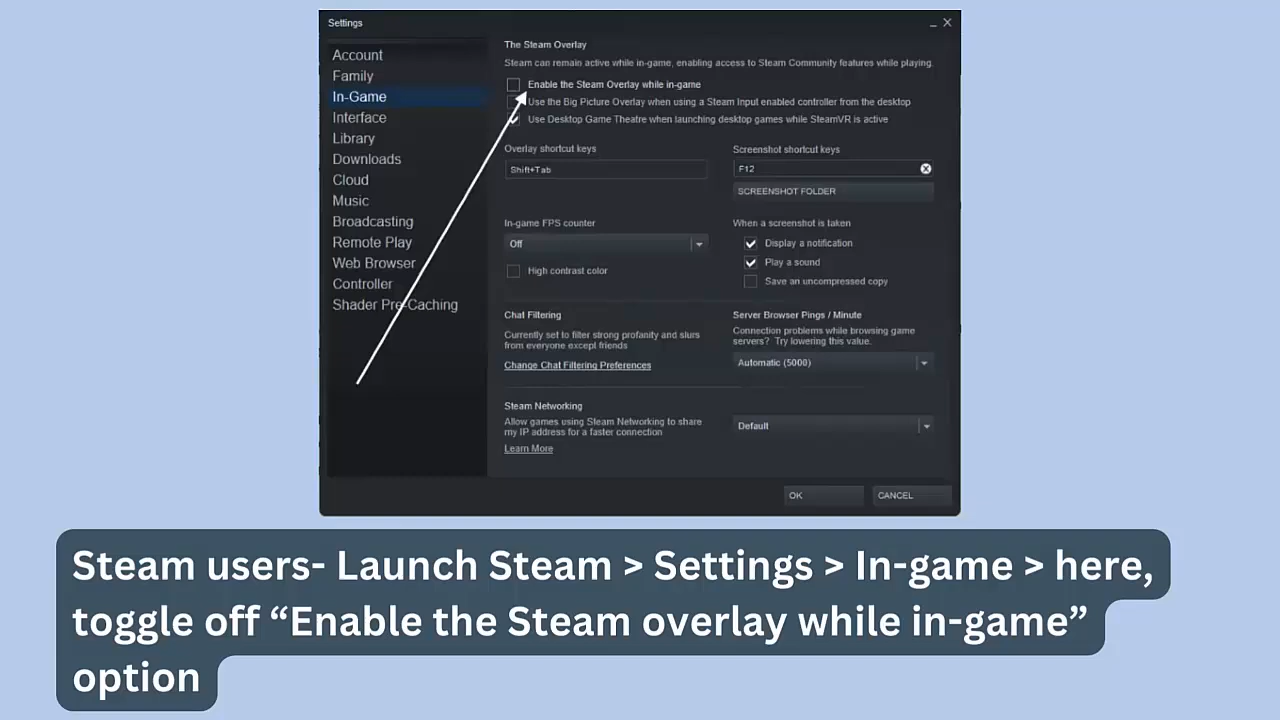 Settings
Account
Family
In-Game
Interface
Library
Downloads
Cloud
Music
Broadcasting
Remote Play
Web Browser
Controller
Shader Pre-Caching
The Steam Overlay
Steam can remain active while in-game, enabling access to Steam Community features while playing.
Enable the Steam Overlay while in-game
Use the Big Picture Overlay when using a Steam Input enabled controller from the desktop
Use Desktop Game Theatre when launching desktop games while SteamVR is active
Overlay shortcut keys
Shift+Tab
Screenshot shortcut keys
F12
SCREENSHOT FOLDER
In-game FPS counter
Off
High contrast color
When a screenshot is taken
Display a notification
Play a sound
Save an uncompressed copy
Chat Filtering
Currently set to filter strong profanity and slurs
from everyone except friends
Change Chat Filtering Preferences
Server Browser Pings / Minute
Connection problems while browsing game
servers? Try lowering this value.
Automatic (5000)
Steam Networking
Allow games using Steam Networking to share
my IP address for a faster connection
Learn More
Default
OK
CANCEL
Steam users- Launch Steam > Settings > In-game > here,
toggle off “Enable the Steam overlay while in-game”
option